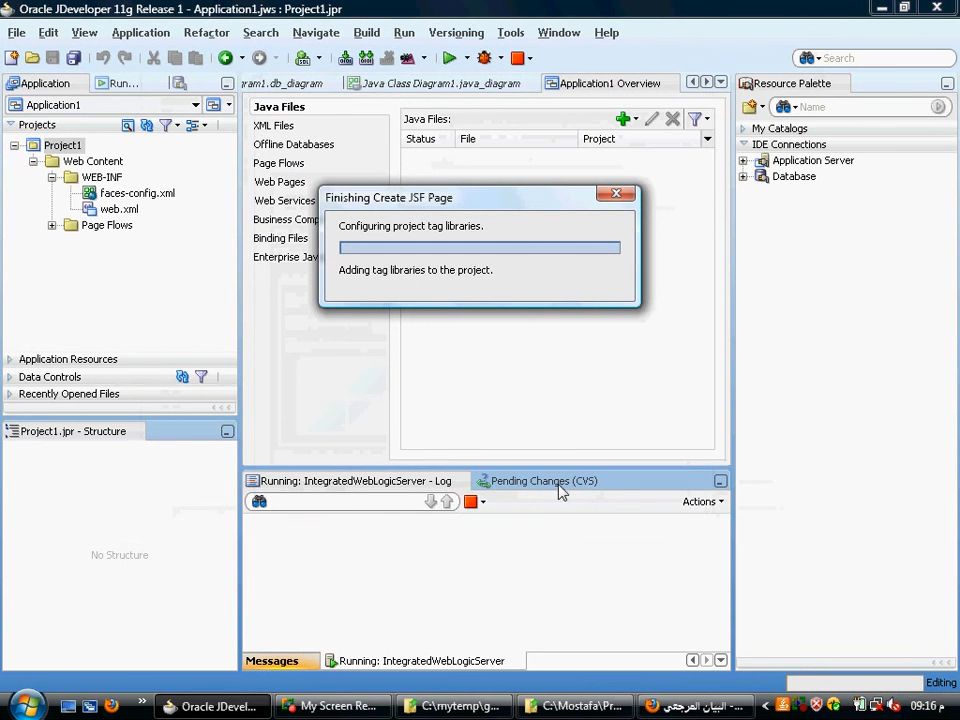 Oracle JDeveloper 11g Release 1 - Application1.jws : Project1.jpr
File Edit View Application Refactor Search Navigate Build Run Versioning Tools Window Help
Search
Application Run... ram1.db_diagram Java Class Diagram1.java_diagram Application1 Overview Resource Palette
Application1
Java Files
Java Files:
Name
Projects
XML Files
Status File Project
My Catalogs
Project1
Offline Databases
IDE Connections
Web Content
Page Flows
Application Server
WEB-INF
Web Pages
Database
faces-config.xml
Web Services
web.xml
Business Comp
Page Flows
Binding Files
Enterprise Jav
Finishing Create JSF Page
Configuring project tag libraries.
Adding tag libraries to the project.
Application Resources
Data Controls
Recently Opened Files
Project1.jpr - Structure
No Structure
Running: IntegratedWebLogicServer - Log
Pending Changes (CVS)
Actions
Messages
Running: IntegratedWebLogicServer
Editing
Oracle JDevel...
My Screen Re...
C:\mytemp\g...
C:\Mostafa\Pr...
البيان المرجتي - ...
09:16 م